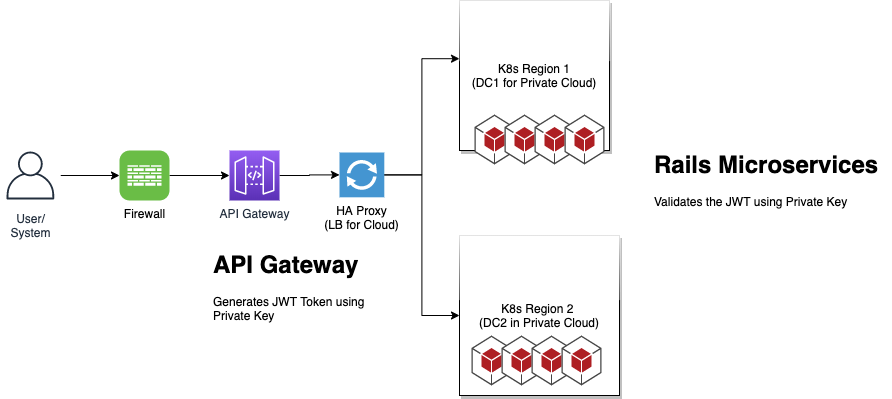 K8s Region 1
(DC1 for Private Cloud)
Rails Microservices
Validates the JWT using Private Key
User/
System
Firewall
API Gateway
HA Proxy
(LB for Cloud)
API Gateway
Generates JWT Token using
Private Key
K8s Region 2
(DC2 in Private Cloud)